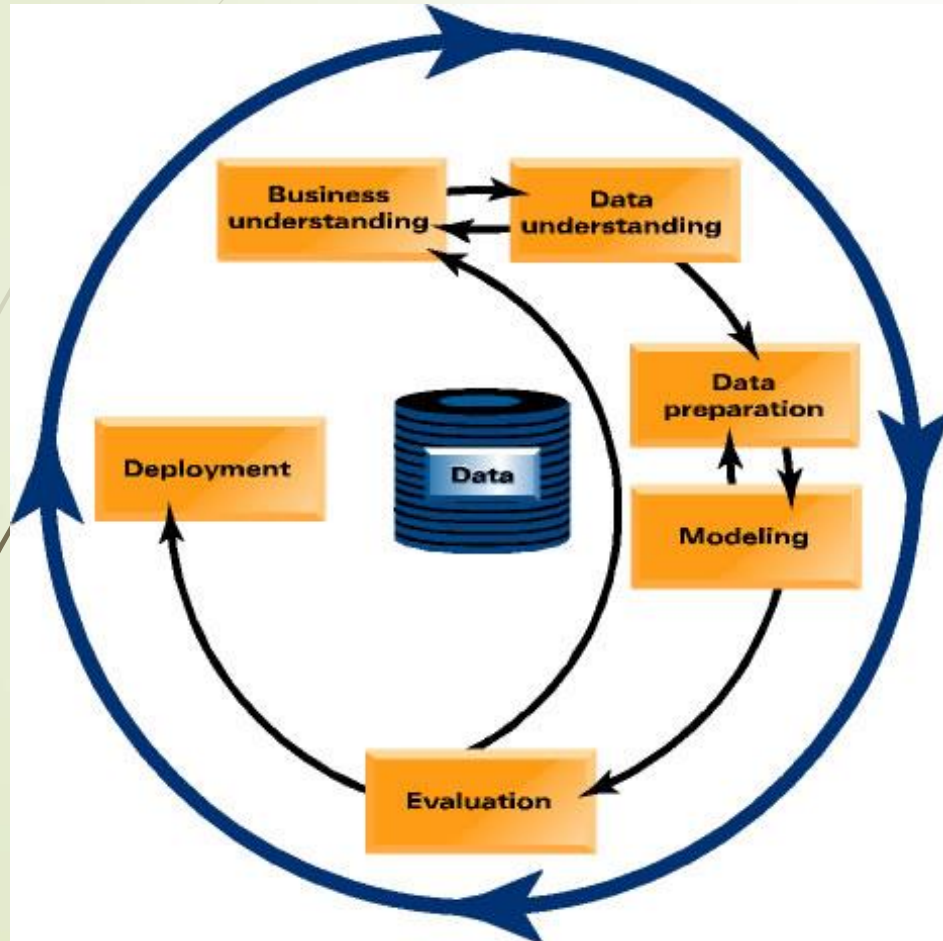 Business
understanding
Data
understanding
Data
preparation
Deployment
Data
Modeling
Evaluation